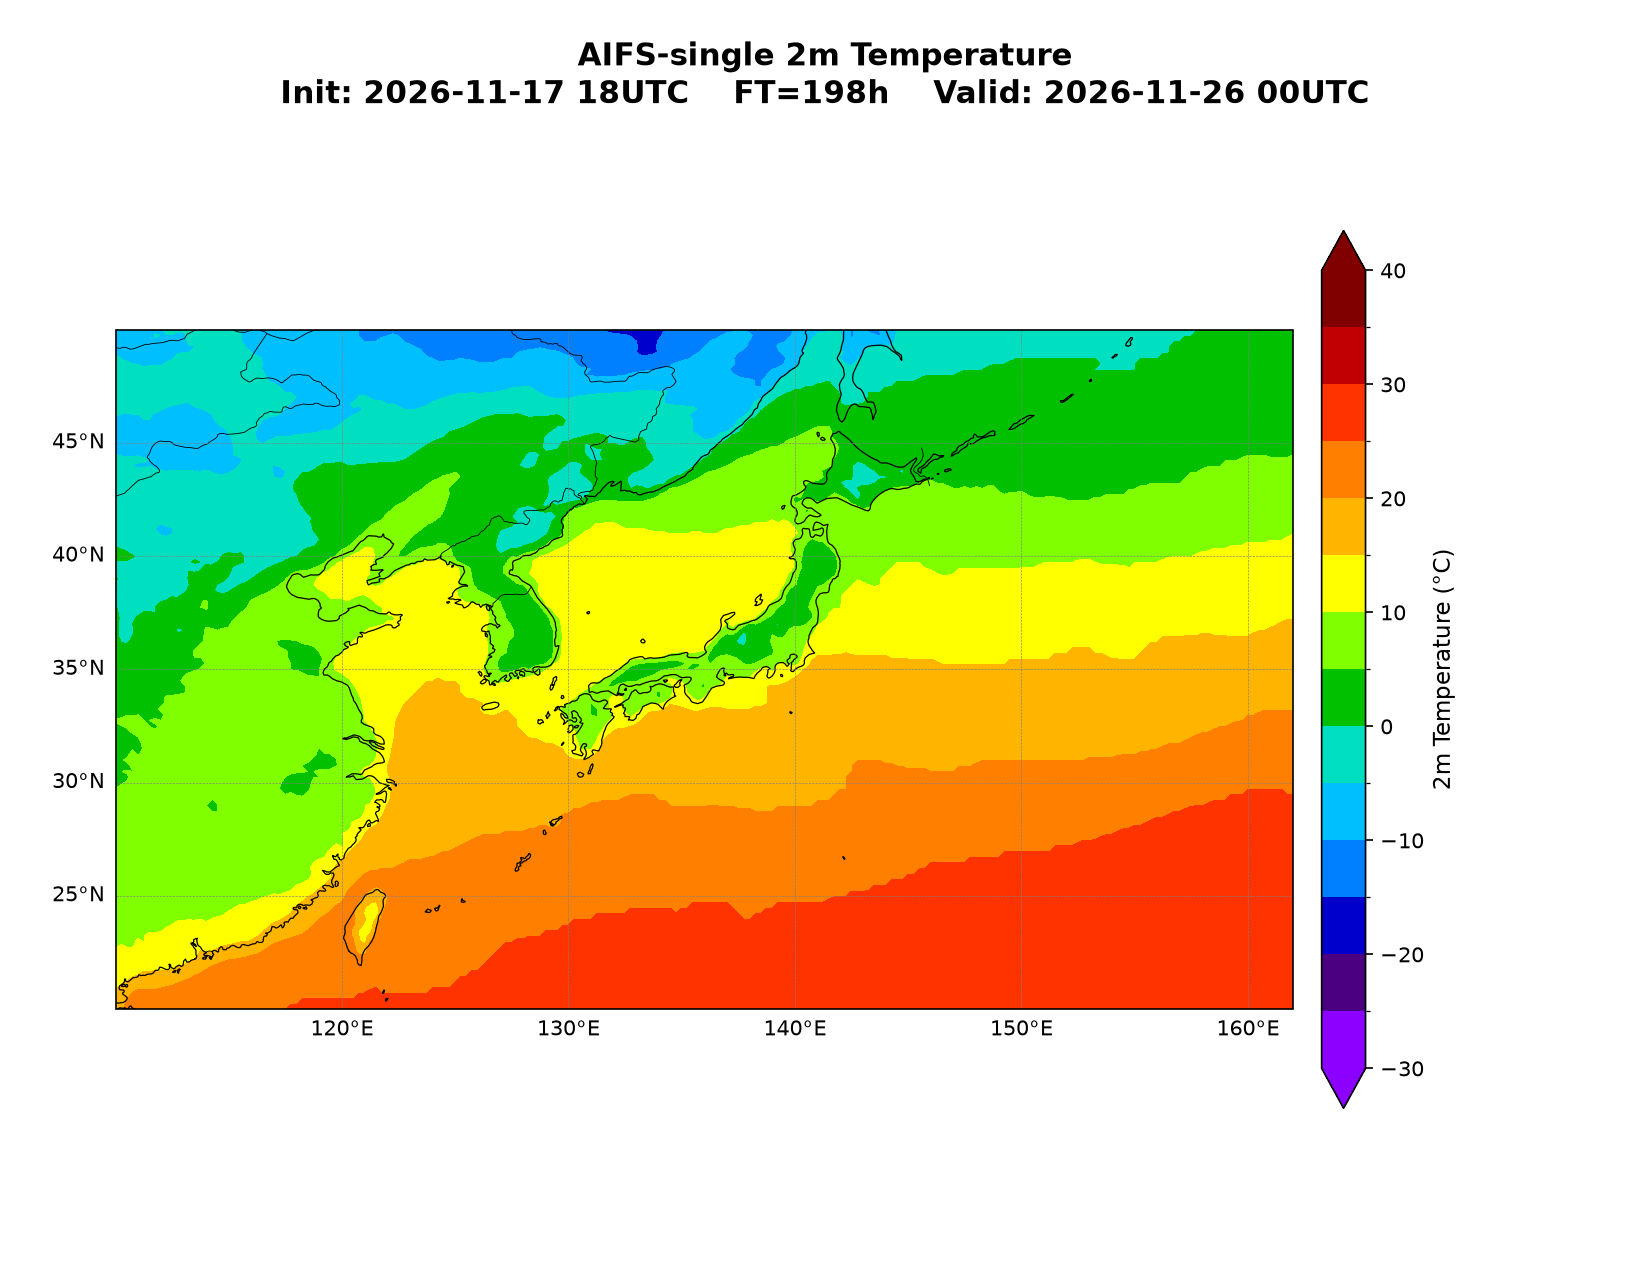 AIFS-single 2m Temperature
Init: 2026-11-17 18UTC    FT=198h    Valid: 2026-11-26 00UTC
45°N
40°N
35°N
30°N
25°N
120°E
130°E
140°E
150°E
160°E
40
30
20
10
0
−10
−20
−30
2m Temperature (°C)